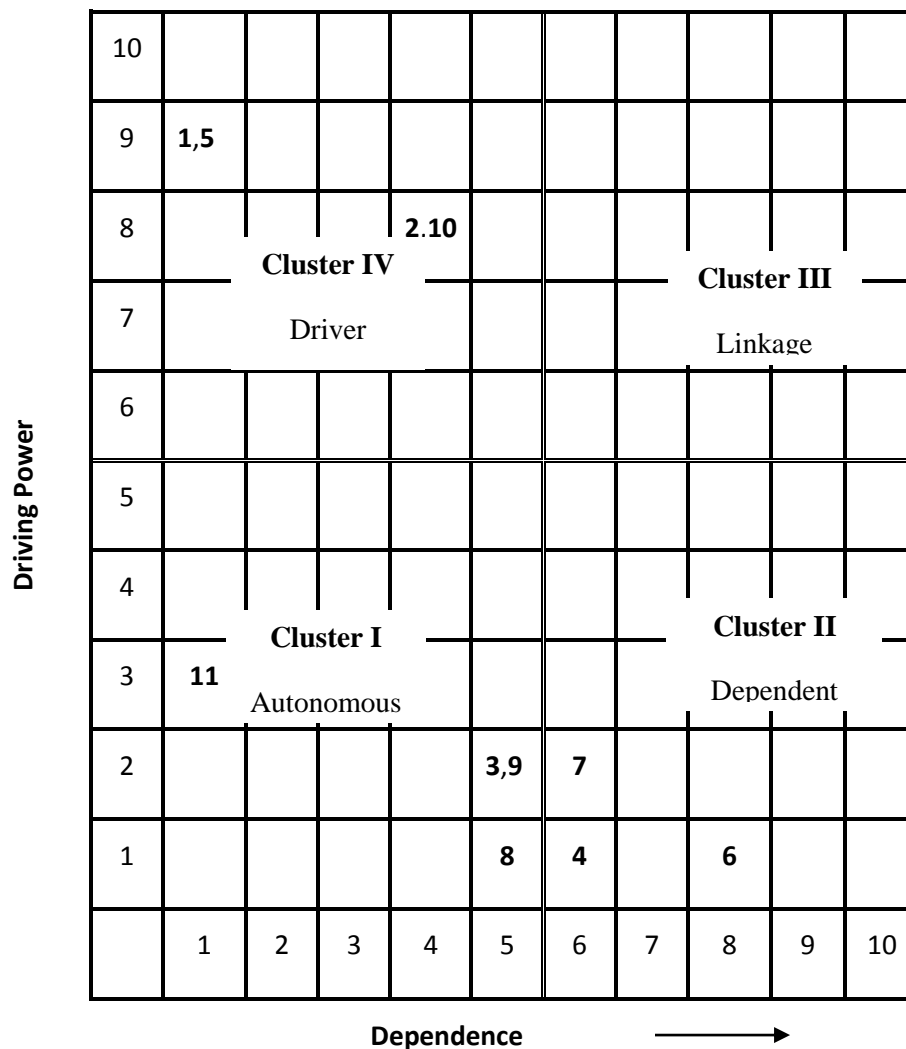 10
9 1,5
8 2.10
Cluster IV
Cluster III
7 Driver
Linkage
6
Driving Power
5
4
Cluster I
Cluster II
3 11
Autonomous
Dependent
2 3,9 7
1 8 4 6
1 2 3 4 5 6 7 8 9 10
Dependence